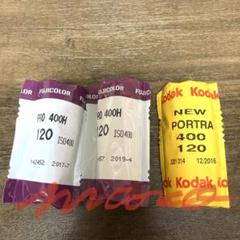 FUJICOLOR
PRO 400H
120 ISO400
2017-7
FUJICOLOR
PRO 400H
120 ISO400
2019-4
Kodak Kodak
NEW
PORTRA
400
120
12/2016
Kodak